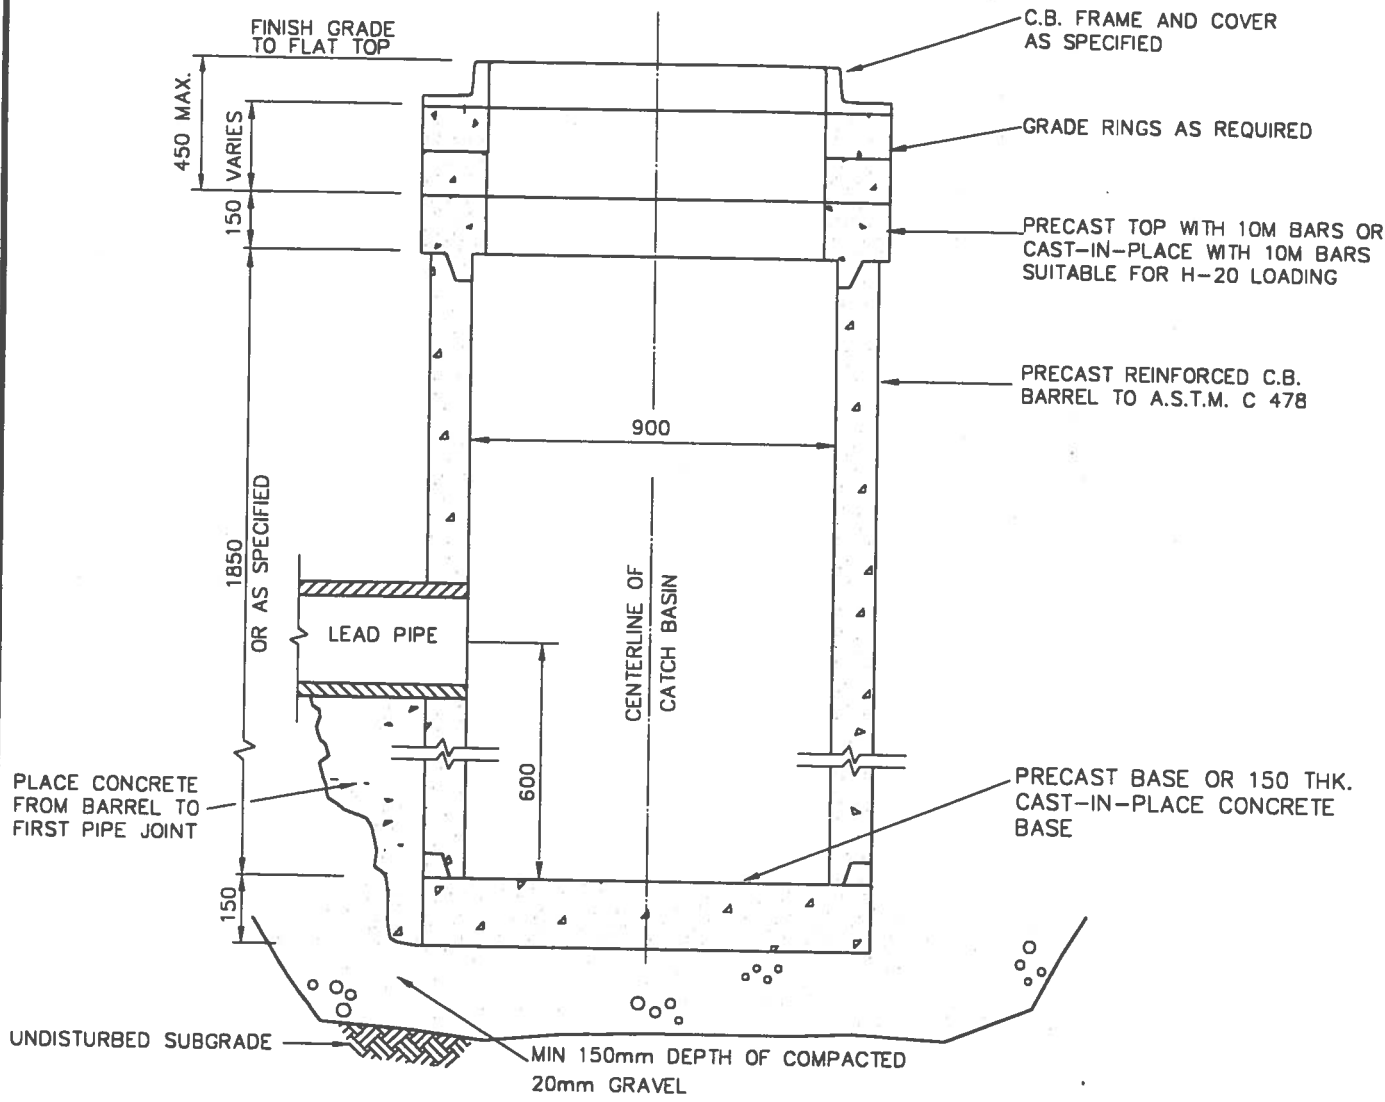 FINISH GRADE
TO FLAT TOP
C.B. FRAME AND COVER
AS SPECIFIED
450 MAX.
VARIES
GRADE RINGS AS REQUIRED
150
PRECAST TOP WITH 10M BARS OR
CAST-IN-PLACE WITH 10M BARS
SUITABLE FOR H-20 LOADING
PRECAST REINFORCED C.B.
BARREL TO A.S.T.M. C 478
900
1850
OR AS SPECIFIED
LEAD PIPE
CENTERLINE OF
CATCH BASIN
600
PLACE CONCRETE
FROM BARREL TO
FIRST PIPE JOINT
PRECAST BASE OR 150 THK.
CAST-IN-PLACE CONCRETE
BASE
150
UNDISTURBED SUBGRADE
MIN 150mm DEPTH OF COMPACTED
20mm GRAVEL